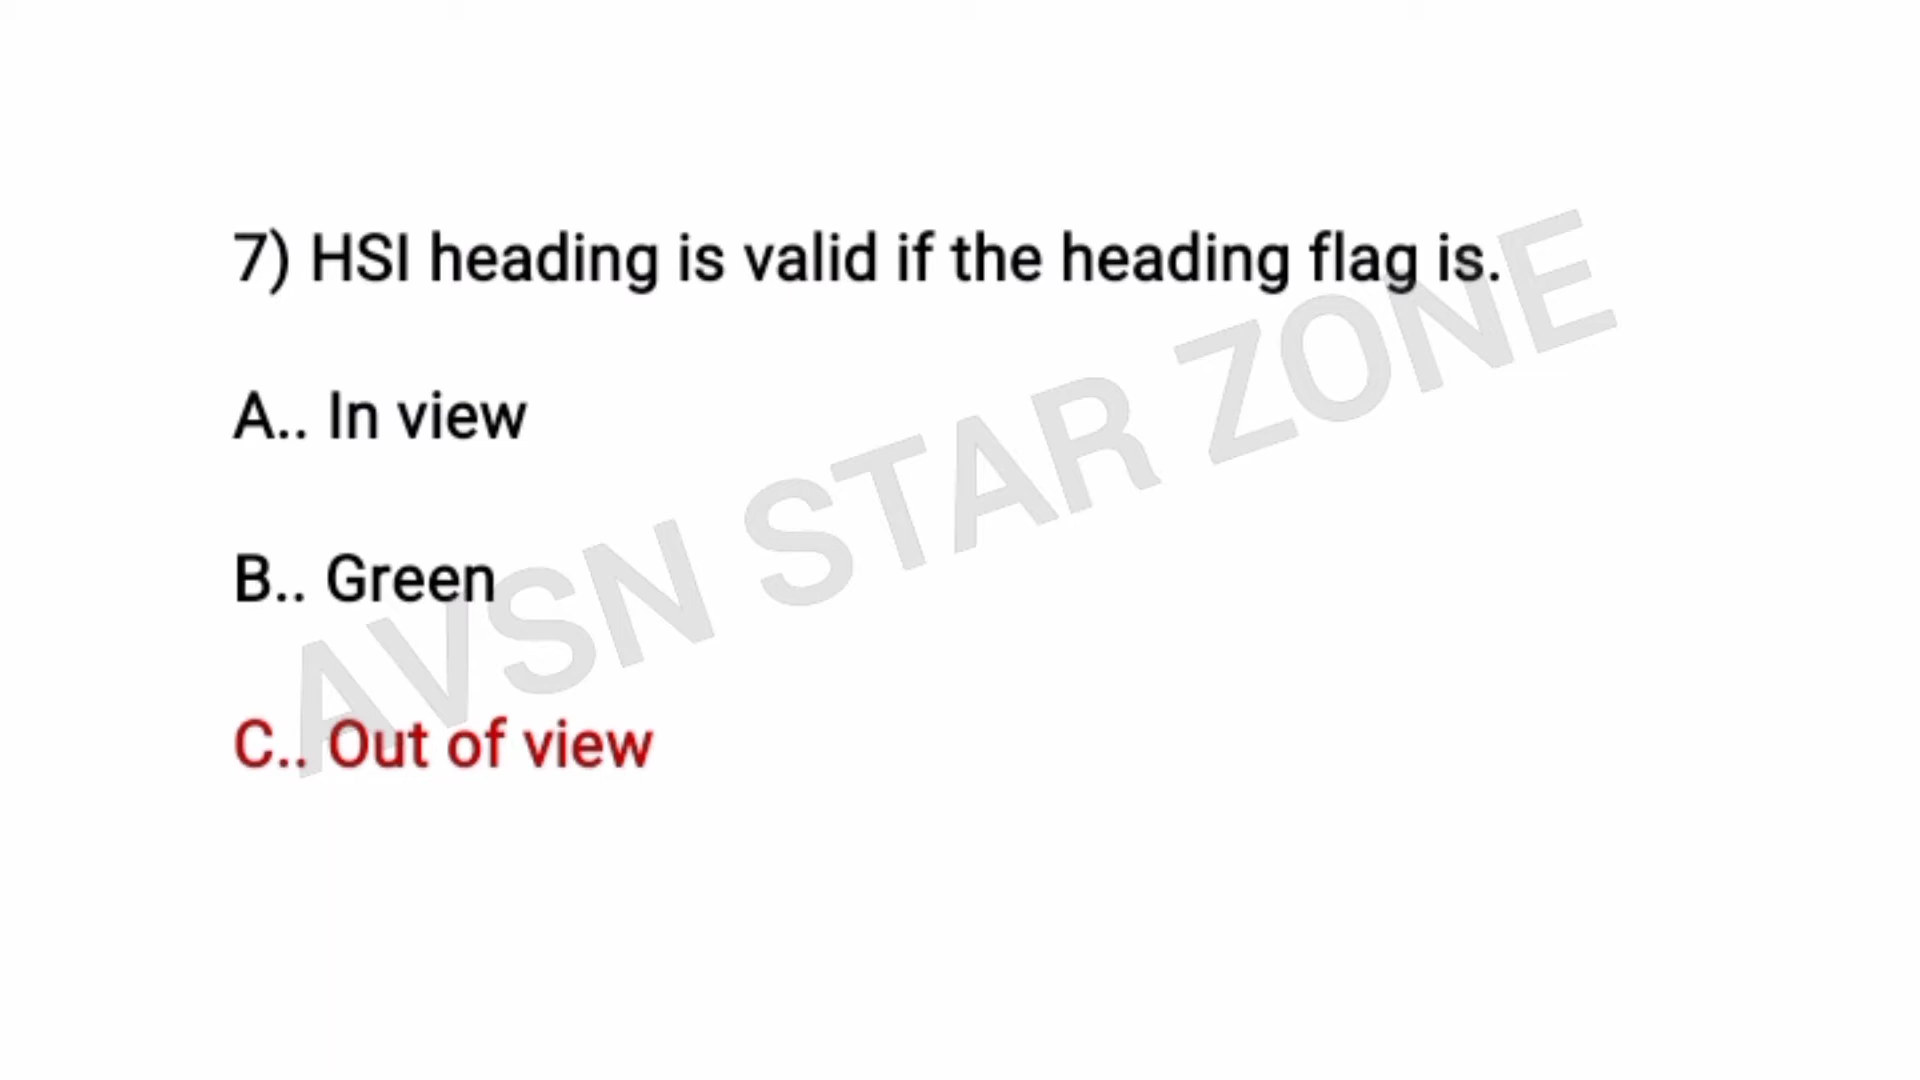 7) HSI heading is valid if the heading flag is.
A.. In view
B.. Green
C.. Out of view
AVSN STAR ZONE